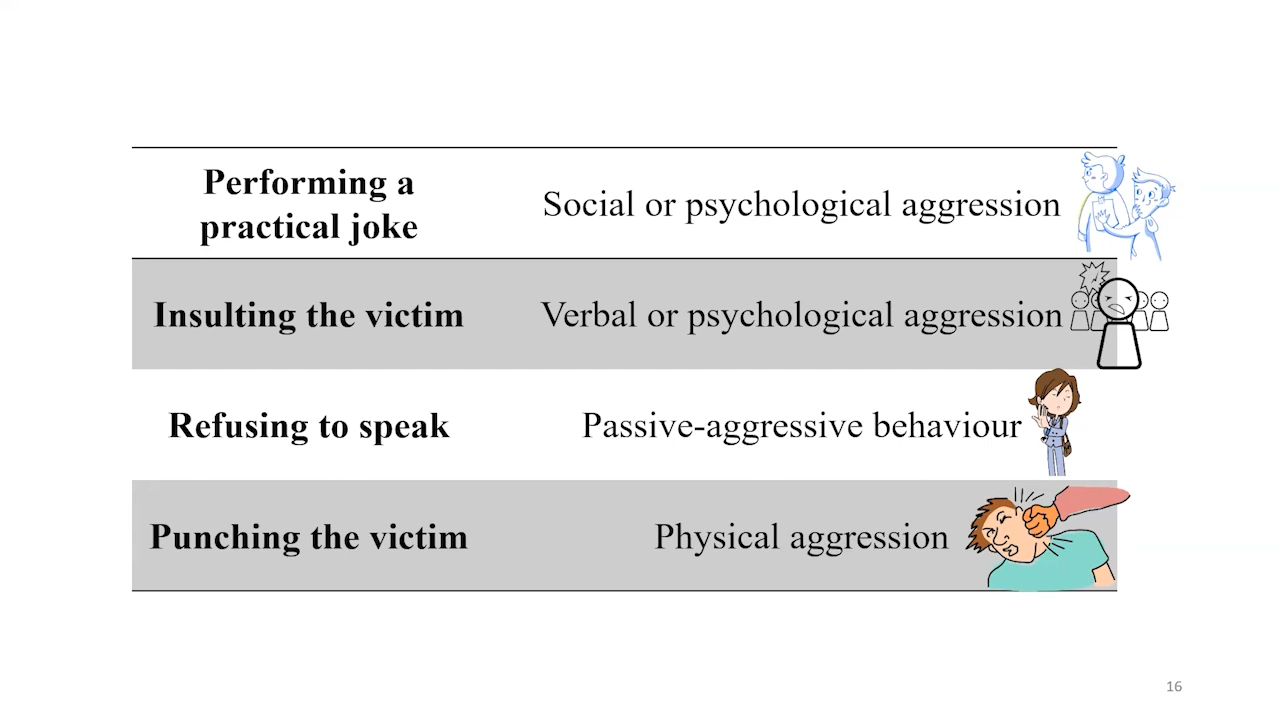 Performing a
practical joke
Social or psychological aggression
Insulting the victim
Verbal or psychological aggression
Refusing to speak
Passive-aggressive behaviour
Punching the victim
Physical aggression
16